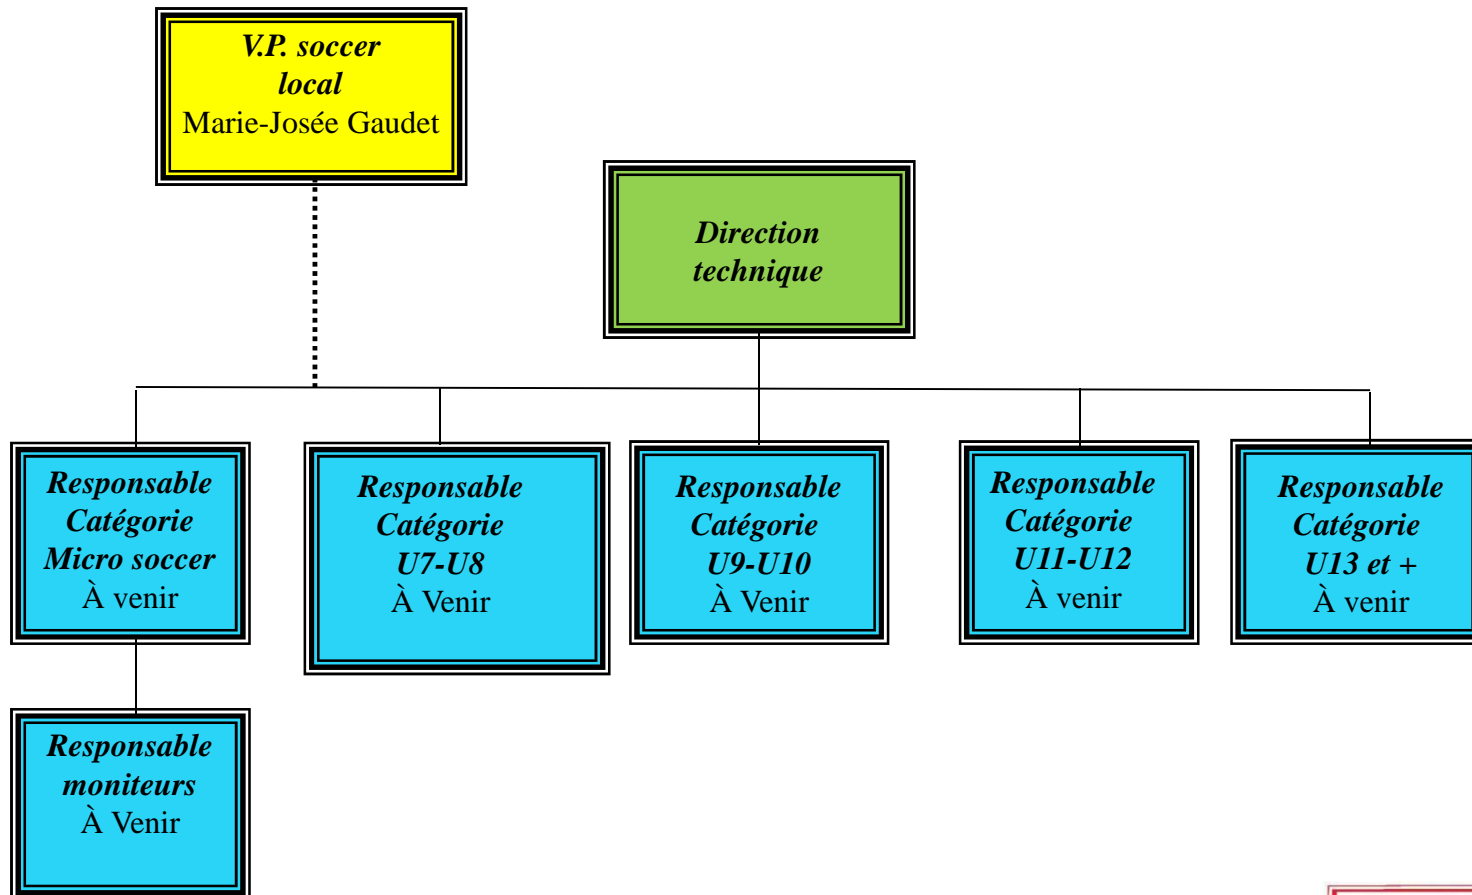 V.P. soccer
local
Marie-Josée Gaudet
Direction
technique
Responsable
Catégorie
Micro soccer
À venir
Responsable
Catégorie
U7-U8
À Venir
Responsable
Catégorie
U9-U10
À Venir
Responsable
Catégorie
U11-U12
À venir
Responsable
Catégorie
U13 et +
À venir
Responsable
moniteurs
À Venir